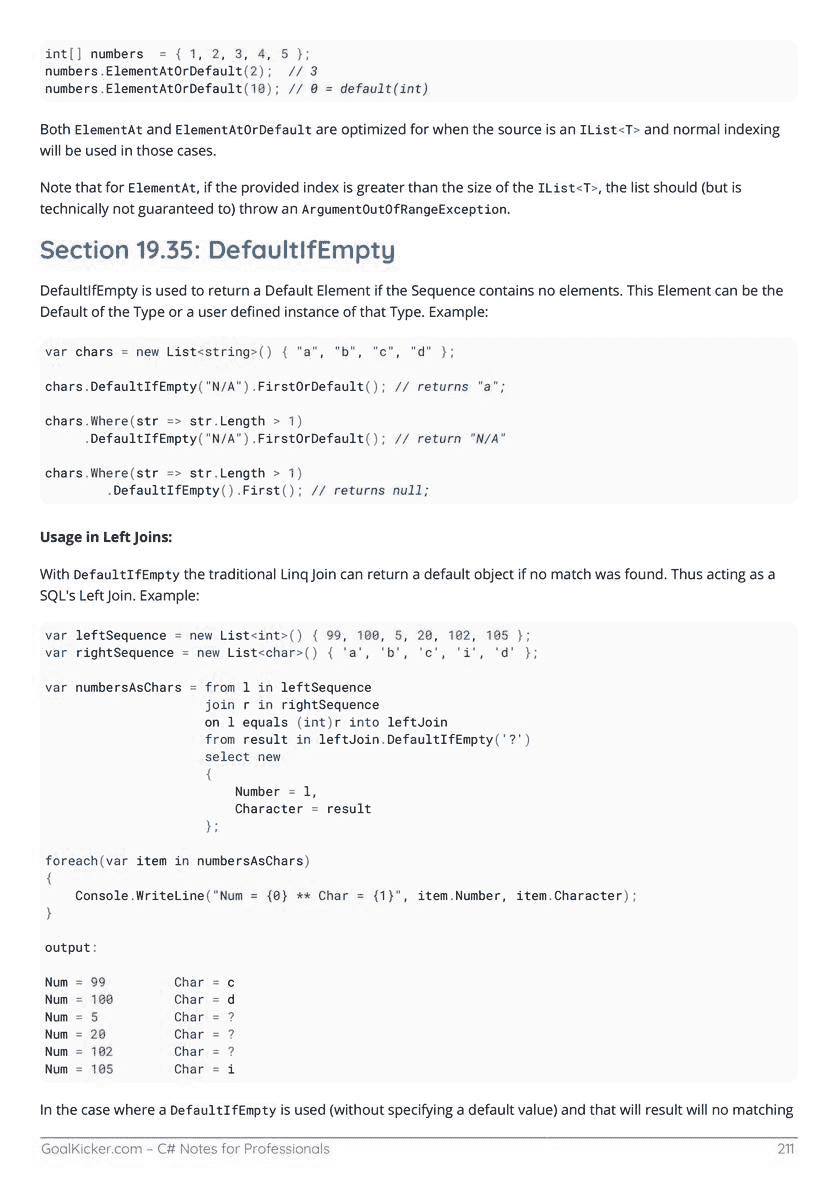 int[] numbers  = { 1, 2, 3, 4, 5 };
numbers.ElementAtOrDefault(2);  // 3
numbers.ElementAtOrDefault(10); // 0 = default(int)
Both ElementAt and ElementAtOrDefault are optimized for when the source is an IList<T> and normal indexing
will be used in those cases.
Note that for ElementAt, if the provided index is greater than the size of the IList<T>, the list should (but is
technically not guaranteed to) throw an ArgumentOutOfRangeException.
Section 19.35: DefaultIfEmpty
DefaultIfEmpty is used to return a Default Element if the Sequence contains no elements. This Element can be the
Default of the Type or a user defined instance of that Type. Example:
var chars = new List<string>() { "a", "b", "c", "d" };
chars.DefaultIfEmpty("N/A").FirstOrDefault(); // returns "a";
chars.Where(str => str.Length > 1)
     .DefaultIfEmpty("N/A").FirstOrDefault(); // return "N/A"
chars.Where(str => str.Length > 1)
        .DefaultIfEmpty().First(); // returns null;
Usage in Left Joins:
With DefaultIfEmpty the traditional Linq Join can return a default object if no match was found. Thus acting as a
SQL's Left Join. Example:
var leftSequence = new List<int>() { 99, 100, 5, 20, 102, 105 };
var rightSequence = new List<char>() { 'a', 'b', 'c', 'i', 'd' };
var numbersAsChars = from l in leftSequence
                     join r in rightSequence
                     on l equals (int)r into leftJoin
                     from result in leftJoin.DefaultIfEmpty('?')
                     select new
                     {
                         Number = l,
                         Character = result
                     };
foreach(var item in numbersAsChars)
{
    Console.WriteLine("Num = {0} ** Char = {1}", item.Number, item.Character);
}
output:
Num = 99         Char = c
Num = 100        Char = d
Num = 5          Char = ?
Num = 20         Char = ?
Num = 102        Char = ?
Num = 105        Char = i
In the case where a DefaultIfEmpty is used (without specifying a default value) and that will result will no matching
GoalKicker.com – C# Notes for Professionals 211